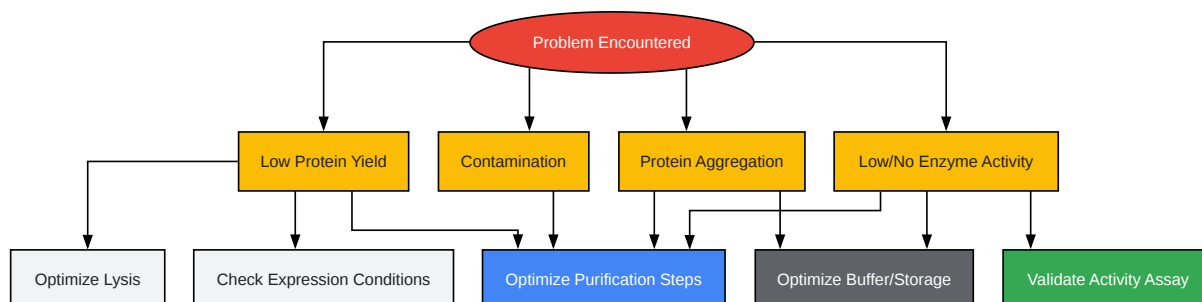 Problem Encountered
Low Protein Yield
Contamination
Protein Aggregation
Low/No Enzyme Activity
Optimize Lysis
Check Expression Conditions
Optimize Purification Steps
Optimize Buffer/Storage
Validate Activity Assay